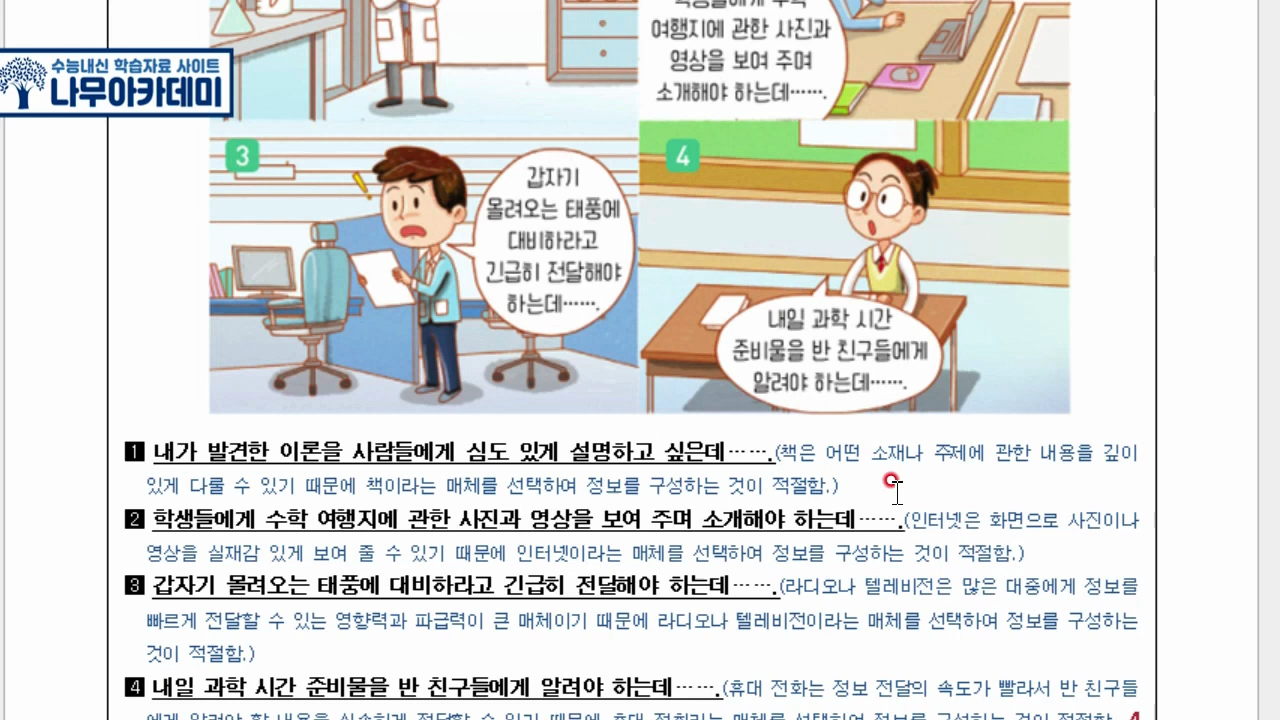 학생들에게 수학
여행지에 관한 사진과
영상을 보여 주며
소개해야 하는데…….
수능내신 학습자료 사이트
나무아카데미
3
갑자기
몰려오는 태풍에
대비하라고
긴급히 전달해야
하는데…….
4
내일 과학 시간
준비물을 반 친구들에게
알려야 하는데…….
1 내가 발견한 이론을 사람들에게 심도 있게 설명하고 싶은데…….(책은 어떤 소재나 주제에 관한 내용을 깊이
있게 다룰 수 있기 때문에 책이라는 매체를 선택하여 정보를 구성하는 것이 적절함.)
2 학생들에게 수학 여행지에 관한 사진과 영상을 보여 주며 소개해야 하는데…….(인터넷은 화면으로 사진이나
영상을 실재감 있게 보여 줄 수 있기 때문에 인터넷이라는 매체를 선택하여 정보를 구성하는 것이 적절함.)
3 갑자기 몰려오는 태풍에 대비하라고 긴급히 전달해야 하는데…….(라디오나 텔레비전은 많은 대중에게 정보를
빠르게 전달할 수 있는 영향력과 파급력이 큰 매체이기 때문에 라디오나 텔레비전이라는 매체를 선택하여 정보를 구성하는
것이 적절함.)
4 내일 과학 시간 준비물을 반 친구들에게 알려야 하는데…….(휴대 전화는 정보 전달의 속도가 빨라서 반 친구들